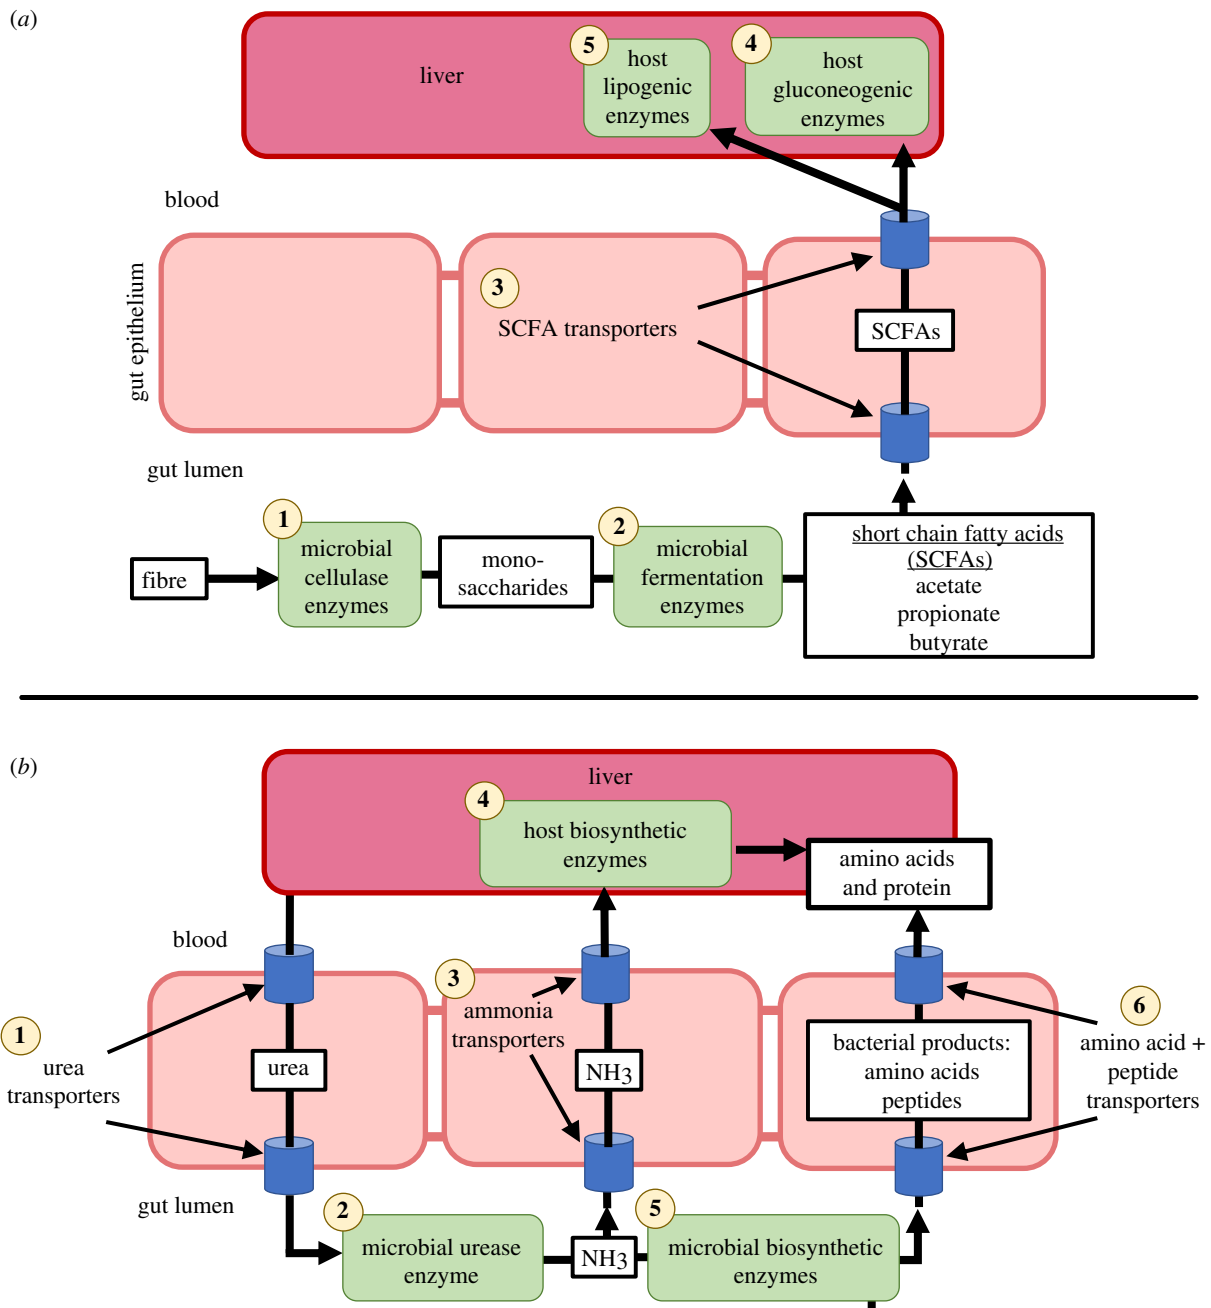 (a)
5
host
lipogenic
enzymes
4
host
gluconeogenic
enzymes
liver
blood
gut epithelium
3
SCFA transporters
SCFAs
gut lumen
fibre
1
microbial
cellulase
enzymes
mono-
saccharides
2
microbial
fermentation
enzymes
short chain fatty acids
(SCFAs)
acetate
propionate
butyrate
(b)
liver
4
host biosynthetic
enzymes
amino acids
and protein
blood
1
urea
transporters
urea
3
ammonia
transporters
NH3
bacterial products:
amino acids
peptides
6
amino acid +
peptide
transporters
gut lumen
2
microbial urease
enzyme
NH3
5
microbial biosynthetic
enzymes